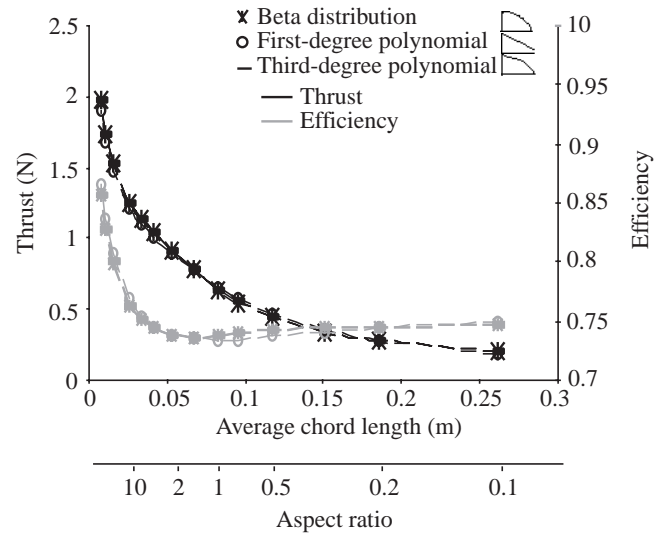 2.5
2
1.5
1
0.5
0
Thrust (N)
Beta distribution
First-degree polynomial
Third-degree polynomial
Thrust
Efficiency
10
0.95
0.9
0.85
0.8
0.75
0.7
Efficiency
0 0.05 0.1 0.15 0.2 0.25 0.3
Average chord length (m)
10 2 1 0.5 0.2 0.1
Aspect ratio